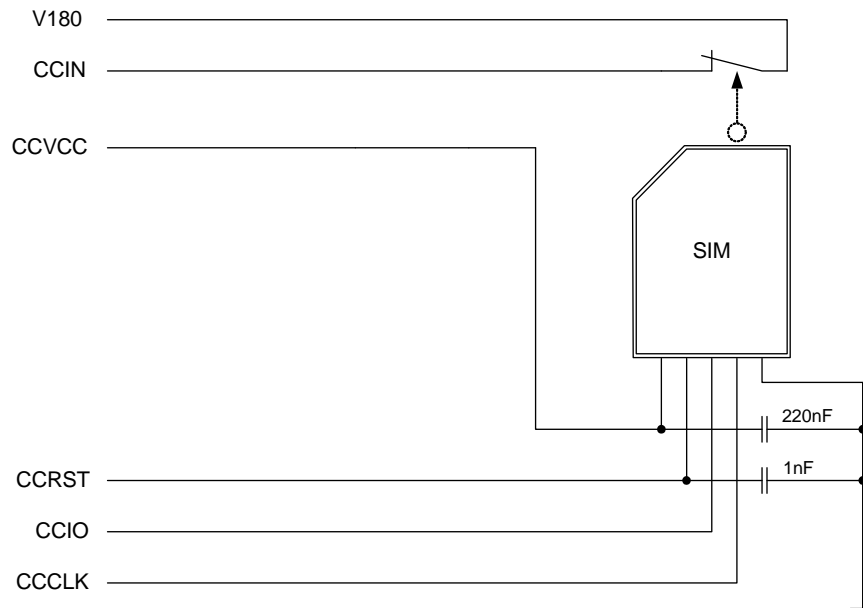 V180
CCIN
CCVCC
SIM
220nF
CCRST
1nF
CCIO
CCCLK